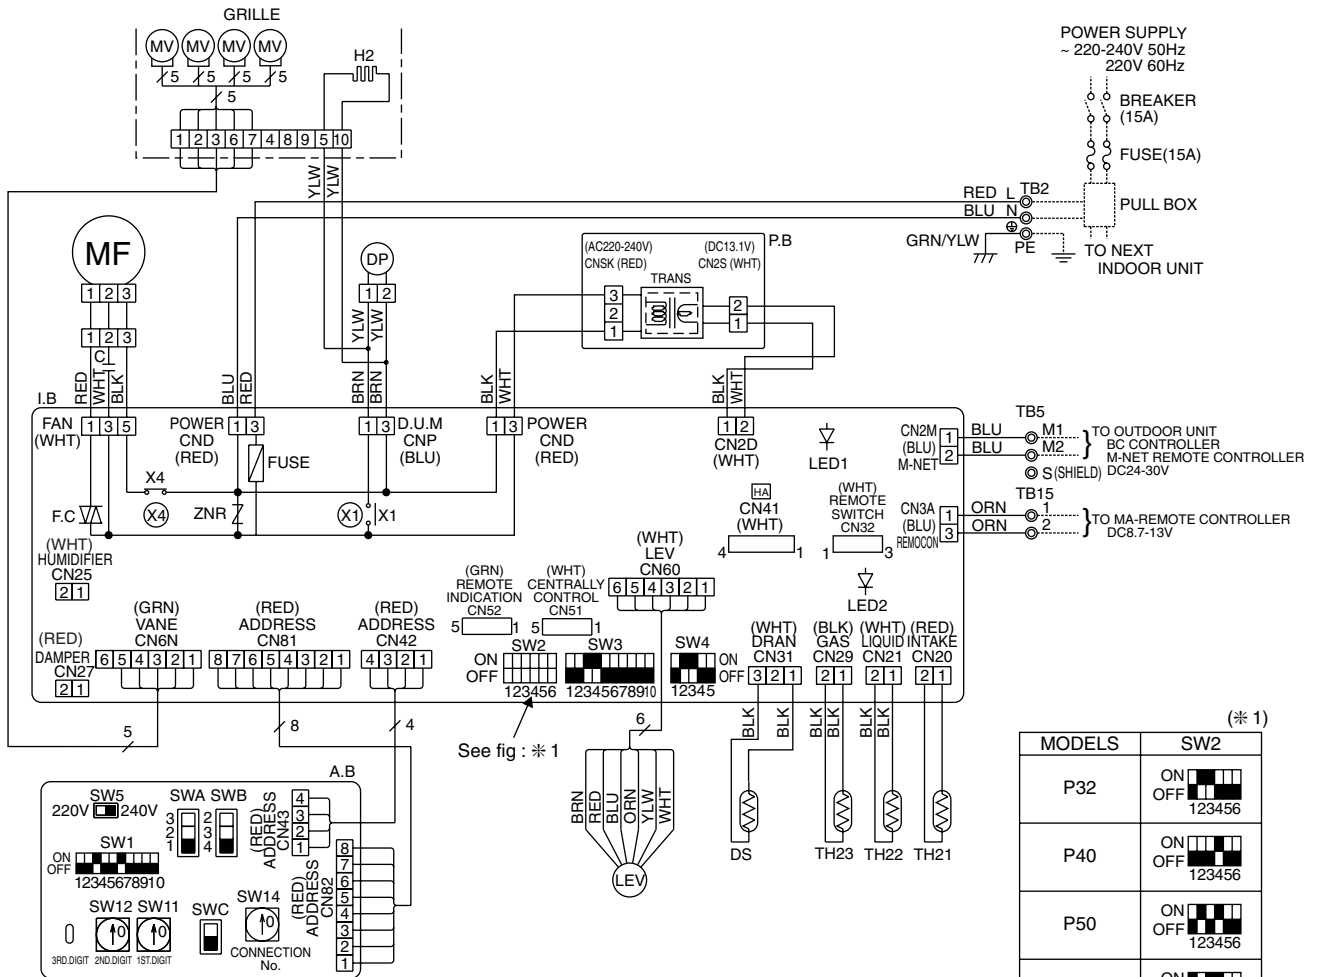 GRILLE
MV MV MV MV
5 5 5 5
5
H2
1 2 3 6 7 4 8 9 5 10
YLW
YLW
POWER SUPPLY
~ 220-240V 50Hz
220V 60Hz
BREAKER
(15A)
FUSE(15A)
PULL BOX
TO NEXT
INDOOR UNIT
RED L TB2
BLU N
GRN/YLW
PE
MF
1 2 3
1 2 3
C
RED
WHT
BLK
DP
1 2
YLW
YLW
BRN
BRN
BLU
RED
P.B
(AC220-240V) (DC13.1V)
CNSK (RED) CN2S (WHT)
TRANS
3
2
1
2
1
BLK
WHT
BLK
WHT
I.B
FAN
(WHT)
1 3 5
POWER
CND
(RED)
1 3
FUSE
1 3
D.U.M
CNP
(BLU)
1 3
POWER
CND
(RED)
1 2
CN2D
(WHT)
LED1
CN2M
(BLU)
M-NET
1
2
BLU
BLU
TB5
M1
M2
S (SHIELD)
TO OUTDOOR UNIT
BC CONTROLLER
M-NET REMOTE CONTROLLER
DC24-30V
TB15
CN3A
(BLU)
REMOCON
1
3
ORN 1
ORN 2
TO MA-REMOTE CONTROLLER
DC8.7-13V
X4
X4
F.C
ZNR
X1 X1
HA
CN41
(WHT)
4 1
(WHT)
REMOTE
SWITCH
CN32
1 3
LED2
(WHT)
HUMIDIFIER
CN25
2 1
(RED)
DAMPER
CN27
2 1
(GRN)
VANE
CN6N
6 5 4 3 2 1
(RED)
ADDRESS
CN81
8 7 6 5 4 3 2 1
(RED)
ADDRESS
CN42
4 3 2 1
(GRN)
REMOTE
INDICATION
CN52
5 1
(WHT)
CENTRALLY
CONTROL
CN51
5 1
(WHT)
LEV
CN60
6 5 4 3 2 1
SW2
ON
OFF
123456
SW3
12345678910
SW4
ON
OFF
12345
(WHT)
DRAN
CN31
3 2 1
(BLK)
GAS
CN29
2 1
(WHT)
LIQUID
CN21
2 1
(RED)
INTAKE
CN20
2 1
5
8
4
6
See fig : ※ 1
BRN
RED
BLU
ORN
YLW
WHT
LEV
BLK
BLK
BLK
BLK
BLK
BLK
DS
TH23
TH22
TH21
A.B
SW5
220V 240V
SWA
3
2
1
SWB
2
3
4
(RED)
ADDRESS
CN43
4
3
2
1
SW1
ON
OFF
12345678910
(RED)
ADDRESS
CN82
8
7
6
5
4
3
2
1
SW12 SW11
0 0
SWC
SW14
0
3RD.DIGIT 2ND.DIGIT 1ST.DIGIT
CONNECTION
No.
(※ 1)
MODELS SW2
P32
ON
OFF
123456
P40
ON
OFF
123456
P50
ON
OFF
123456
ON